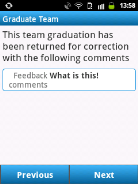 13:58
Graduate Team
This team graduation has
been returned for correction
with the following comments
Feedback What is this!
comments
Previous
Next